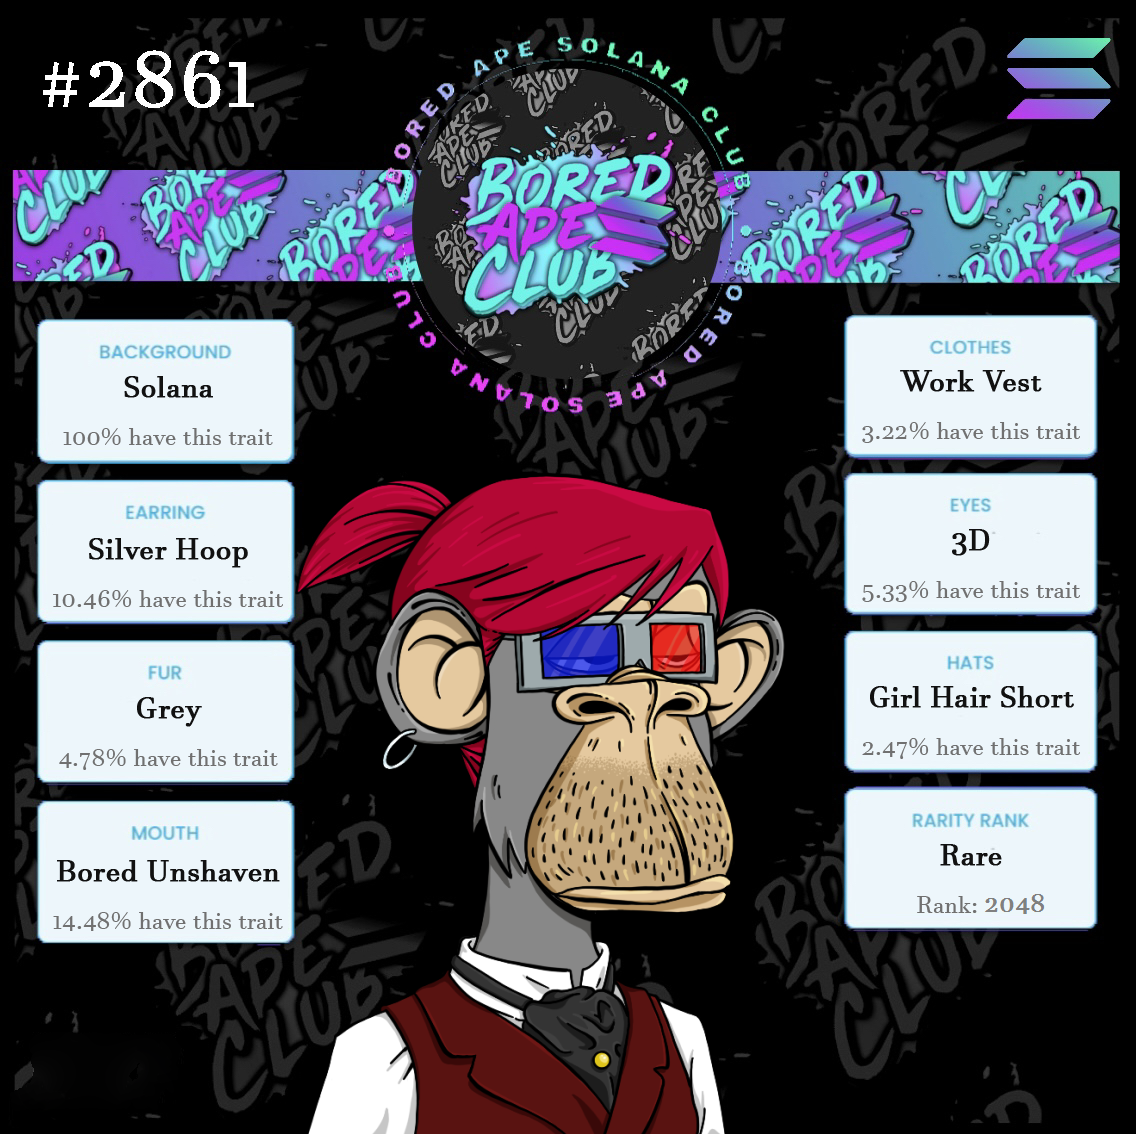 #2861
BORED APE SOLANA CLUB
BORED
APE
CLUB
BORED APE SOLANA CLUB
BACKGROUND
Solana
100% have this trait
EARRING
Silver Hoop
10.46% have this trait
FUR
Grey
4.78% have this trait
MOUTH
Bored Unshaven
14.48% have this trait
CLOTHES
Work Vest
3.22% have this trait
EYES
3D
5.33% have this trait
HATS
Girl Hair Short
2.47% have this trait
RARITY RANK
Rare
Rank: 2048